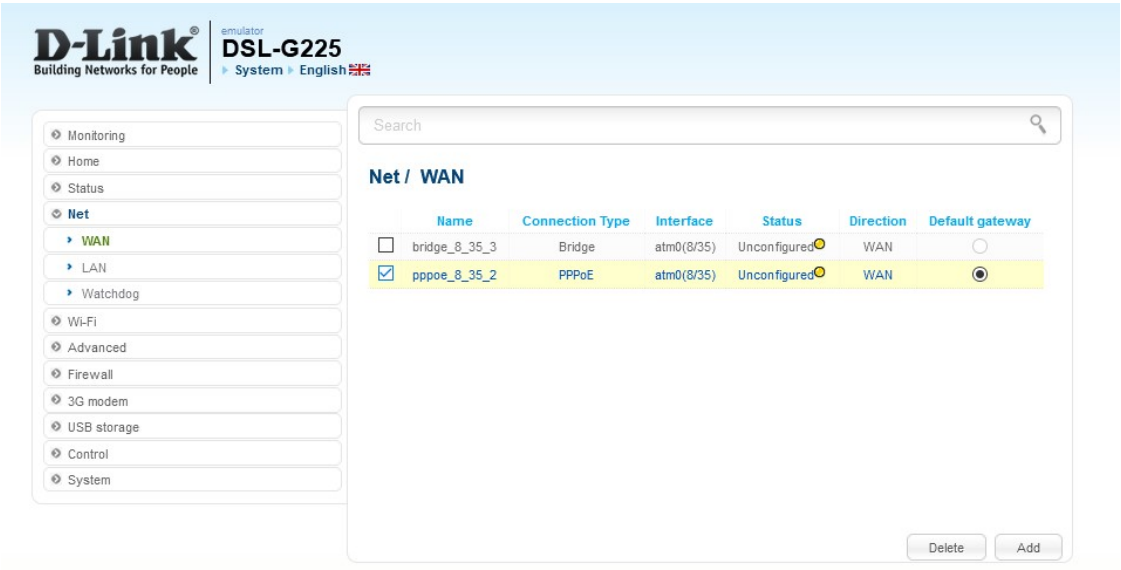 D-Link®
Building Networks for People
emulator
DSL-G225
System English
Search
Monitoring
Home
Status
Net
WAN
LAN
Watchdog
Wi-Fi
Advanced
Firewall
3G modem
USB storage
Control
System
Net / WAN
Name Connection Type Interface Status Direction Default gateway
bridge_8_35_3 Bridge atm0(8/35) Unconfigured WAN
pppoe_8_35_2 PPPoE atm0(8/35) Unconfigured WAN
Delete Add